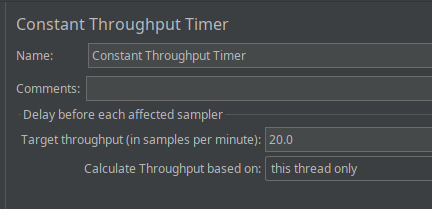 Constant Throughput Timer
Name: Constant Throughput Timer
Comments:
Delay before each affected sampler
Target throughput (in samples per minute): 20.0
Calculate Throughput based on: this thread only